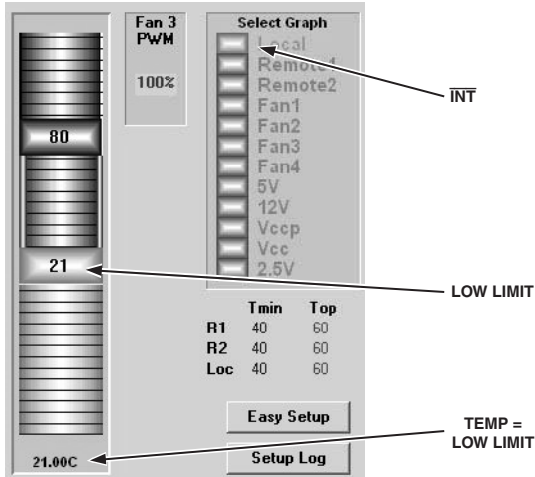 Fan 3
PWM
100%
80
21
21.00C
Select Graph
Local
Remote1
Remote2
Fan1
Fan2
Fan3
Fan4
5V
12V
Vccp
Vcc
2.5V
Tmin Top
R1 40 60
R2 40 60
Loc 40 60
Easy Setup
Setup Log
INT
LOW LIMIT
TEMP =
LOW LIMIT